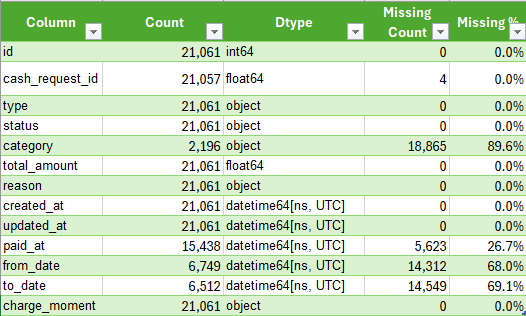 Column Count Dtype Missing Count Missing %
id 21,061 int64 0 0.0%
cash_request_id 21,057 float64 4 0.0%
type 21,061 object 0 0.0%
status 21,061 object 0 0.0%
category 2,196 object 18,865 89.6%
total_amount 21,061 float64 0 0.0%
reason 21,061 object 0 0.0%
created_at 21,061 datetime64[ns, UTC] 0 0.0%
updated_at 21,061 datetime64[ns, UTC] 0 0.0%
paid_at 15,438 datetime64[ns, UTC] 5,623 26.7%
from_date 6,749 datetime64[ns, UTC] 14,312 68.0%
to_date 6,512 datetime64[ns, UTC] 14,549 69.1%
charge_moment 21,061 object 0 0.0%